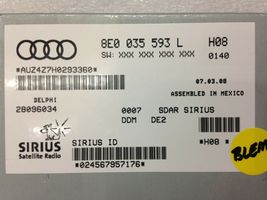 8E0 035 593 L H08
SW: XXX XXX XXX XXX 0140
*AUZ4Z7H0293360*
07.03.08
ASSEMBLED IN MEXICO
DELPHI
28096034
0007 SDAR SIRIUS
DDM DE2
SIRIUS
Satellite Radio
SIRIUS ID
*H08 *
*024567957176*
BLEM